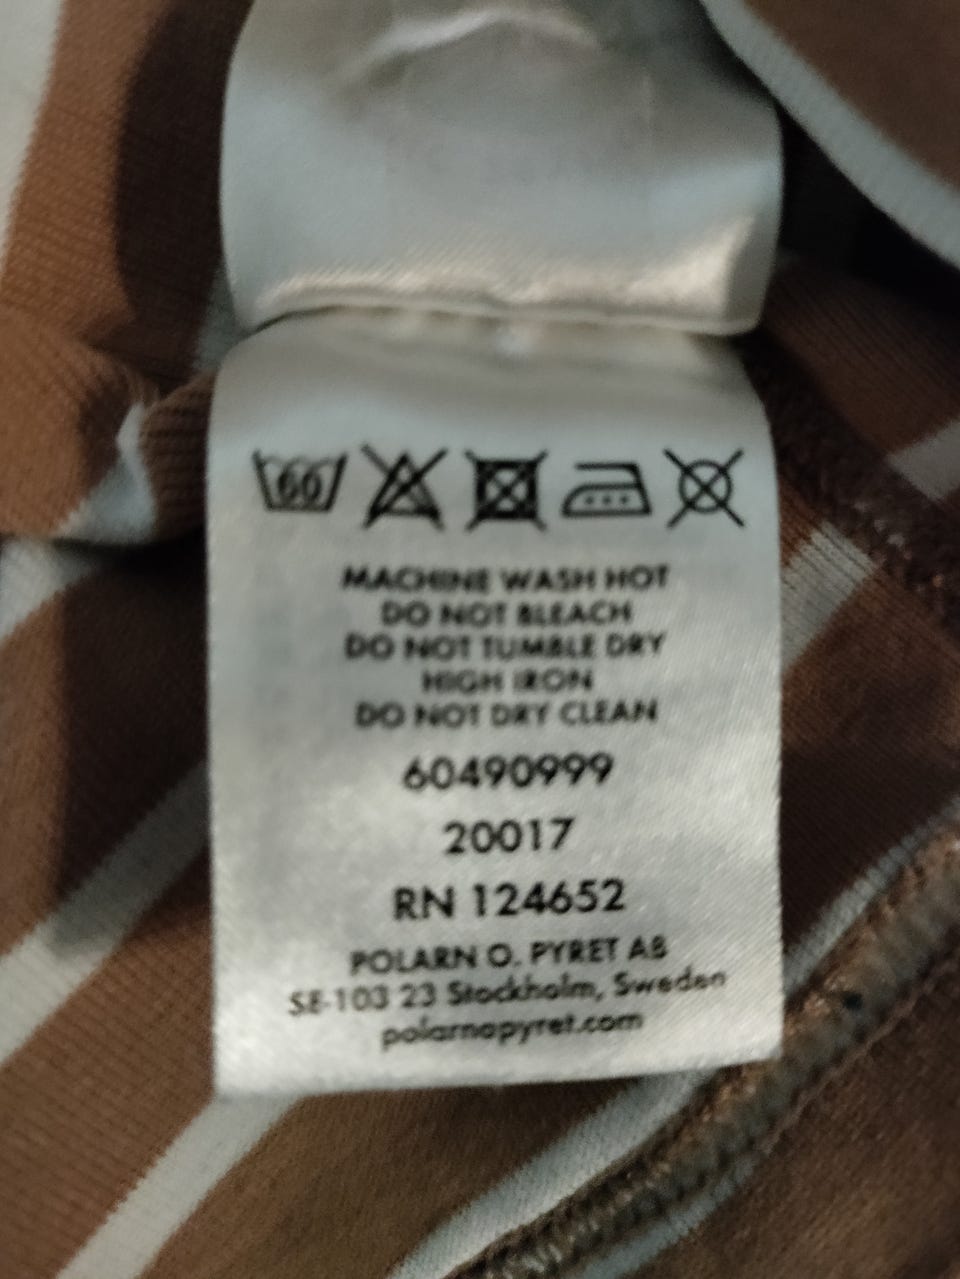 60
MACHINE WASH HOT
DO NOT BLEACH
DO NOT TUMBLE DRY
HIGH IRON
DO NOT DRY CLEAN
60490999
20017
RN 124652
POLARN O. PYRET AB
SE-103 23 Stockholm, Sweden
polarnopyret.com